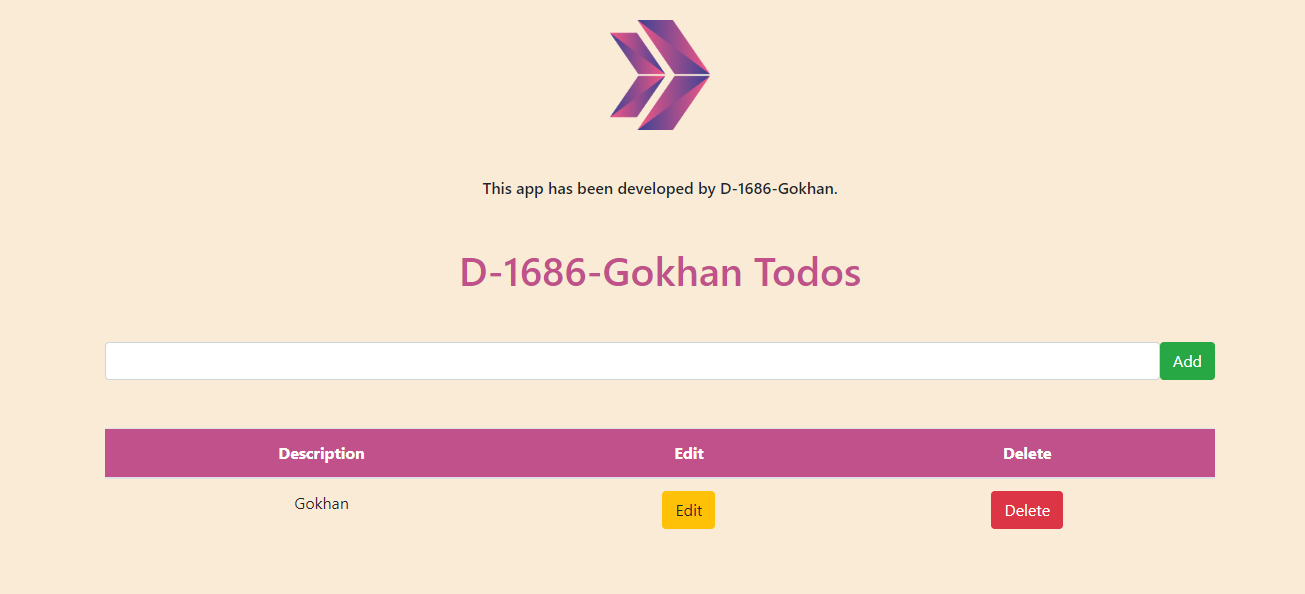 This app has been developed by D-1686-Gokhan.
D-1686-Gokhan Todos
Add
Description Edit Delete
Gokhan Edit Delete